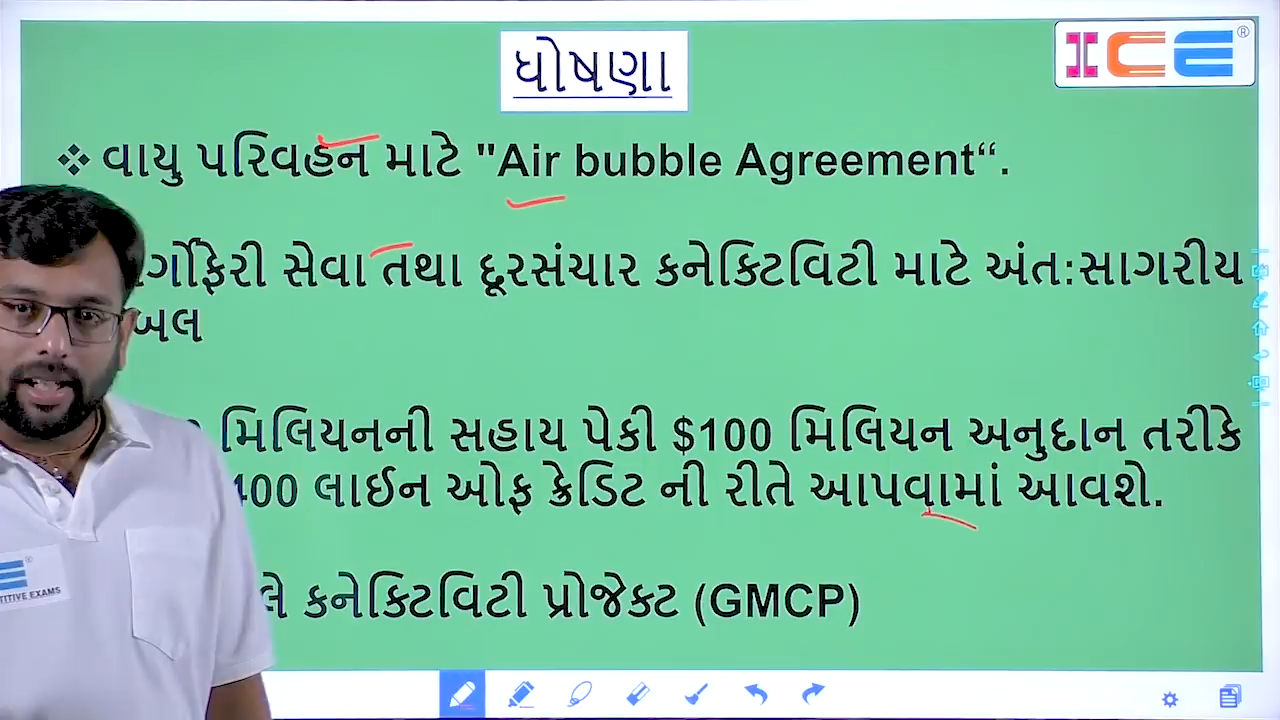 ઘોષણા
ICE®
❖ વાયુ પરિવહન માટે "Air bubble Agreement“.
સેવા તથા દૂરસંચાર કનેક્ટિવિટી માટે અંત:સાગરીય
મિલિયનની સહાય પેકી $100 મિલિયન અનુદાન તરીકે
400 લાઈન ઓફ ક્રેડિટ ની રીતે આપવામાં આવશે.
કનેક્ટિવિટી પ્રોજેક્ટ (GMCP)
EXAMS